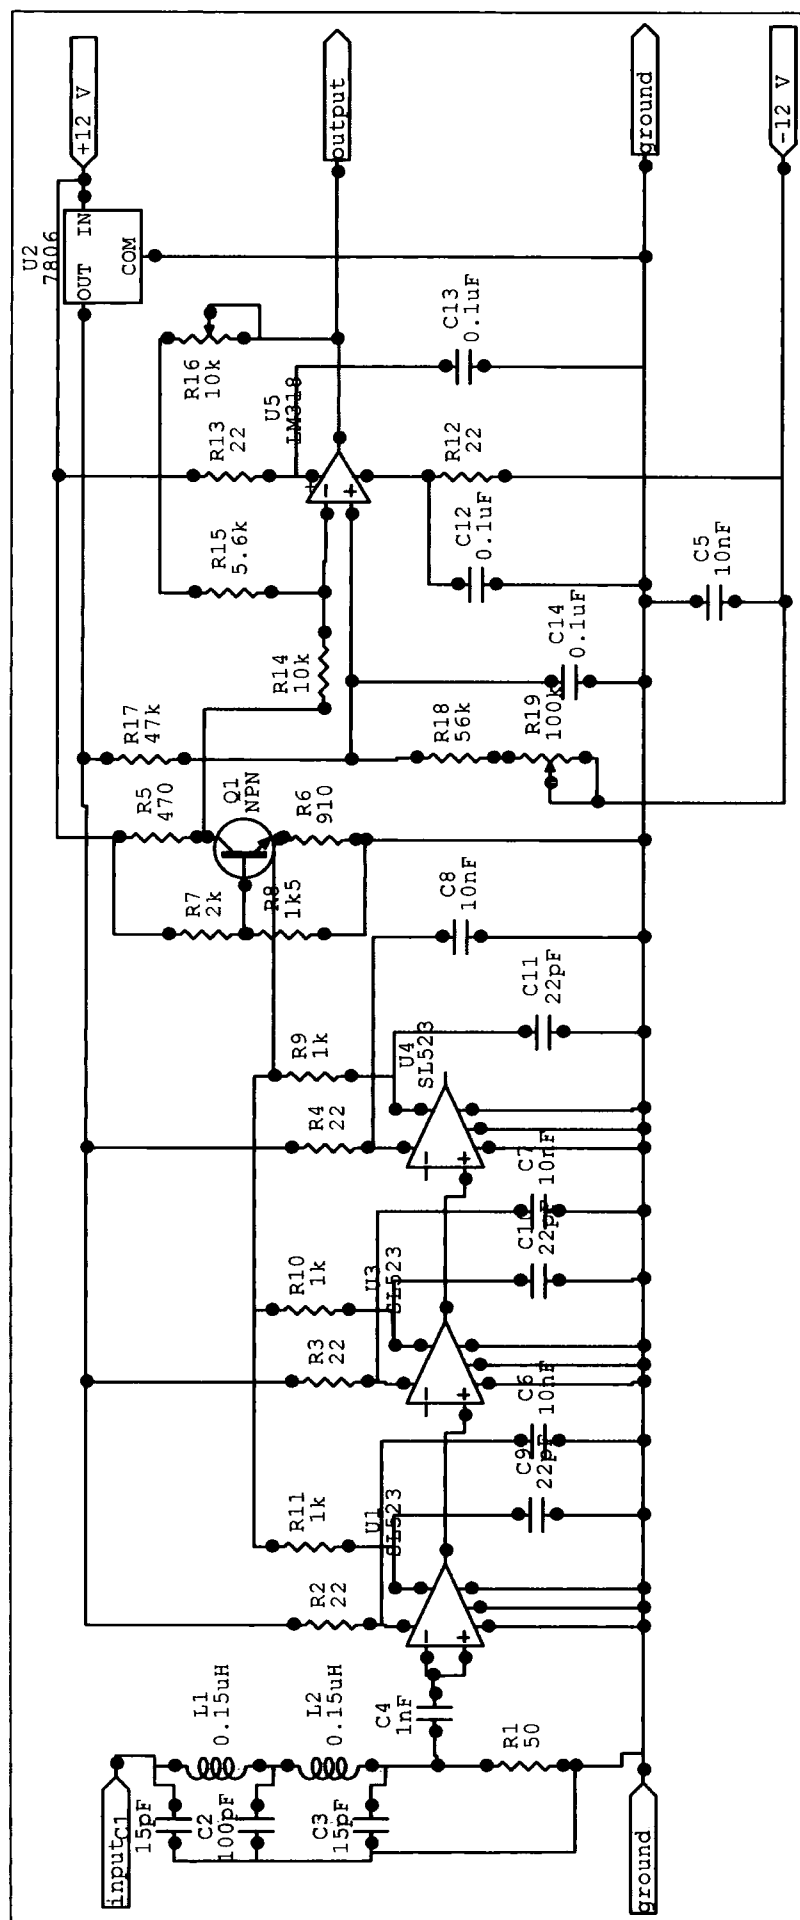 input
C1
15pF
C2
100pF
C3
15pF
L1
0.15uH
L2
0.15uH
R1
50
ground
C4
1nF
R2
22
R11
1k
U1
SL523
C9
22pF
C6
10nF
R3
22
R10
1k
U3
SL523
22pF
C7
10nF
R4
22
R9
1k
U4
SL523
C11
22pF
C8
10nF
R7
2k
R8
1k5
R5
470
Q1
NPN
R6
910
R17
47k
R14
10k
R18
56k
R19
100k
C14
0.1uF
C5
10nF
R15
5.6k
C12
0.1uF
R13
22
R12
22
U5
LM318
R16
10k
C13
0.1uF
U2
7806
OUT
IN
COM
+12 V
output
ground
-12 V